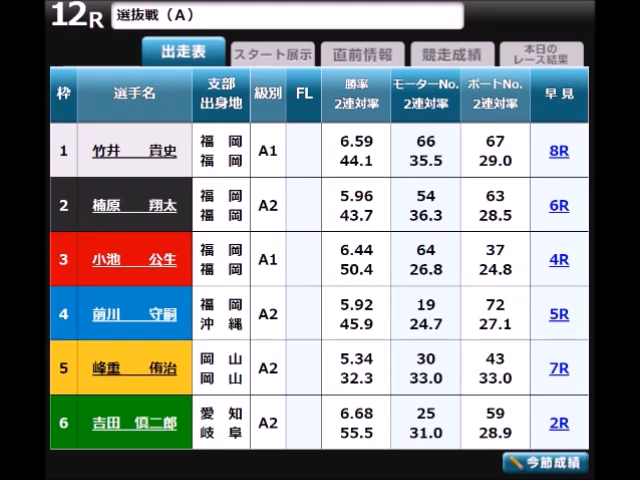 12R 選抜戦（A）
出走表 スタート展示 直前情報 競走成績 本日の
レース結果
枠 選手名 支部
出身地 級別 FL 勝率
2連対率 モーターNo.
2連対率 ボートNo.
2連対率 早見
1 竹井 貴史 福岡 A1 6.59 66 67 8R
福岡 44.1 35.5 29.0
2 楠原 翔太 福岡 A2 5.96 54 63 6R
福岡 43.7 36.3 28.5
3 小池 公生 福岡 A1 6.44 64 37 4R
福岡 50.4 26.8 24.8
4 前川 守嗣 福岡 A2 5.92 19 72 5R
沖縄 45.9 24.7 27.1
5 峰重 侑治 岡山 A2 5.34 30 43 7R
岡山 32.3 33.0 33.0
6 吉田 慎二郎 愛知 A2 6.68 25 59 2R
岐阜 55.5 31.0 28.9
今節成績